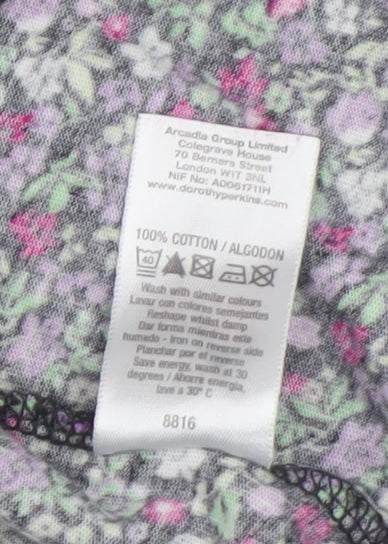 Arcadia Group Limited
Colegrave House
70 Berners Street
London W1T 3NL
NIF No: A0061711H
www.dorothyperkins.com
100% COTTON / ALGODON
40
Wash with similar colours
Lavar con colores semejantes
Reshape whilst damp
Dar forma mientras este
humedo - Iron on reverse side
Planchar por el reverse
Save energy, wash at 30
degrees / Ahorre energia,
lave a 30° C
8816